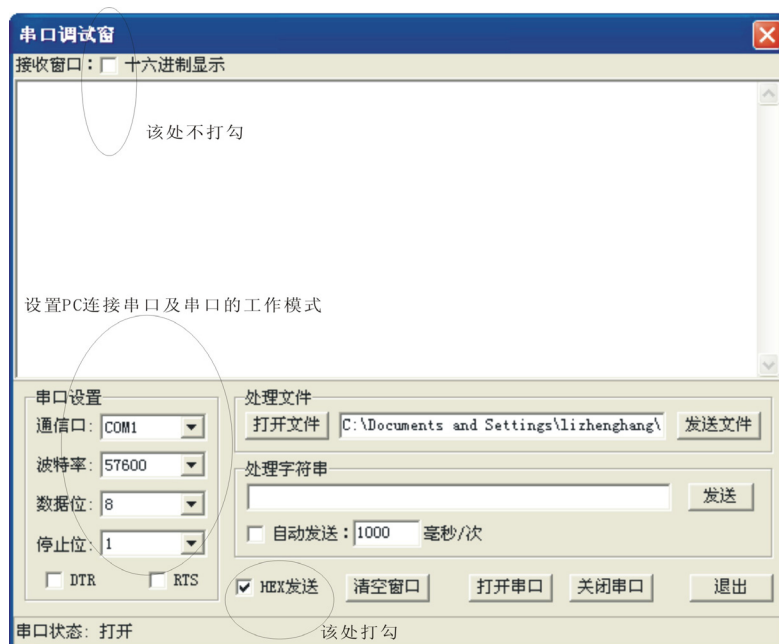 串口调试窗
接收窗口： 十六进制显示
该处不打勾
设置PC连接串口及串口的工作模式
串口设置
通信口: COM1
波特率: 57600
数据位: 8
停止位: 1
DTR RTS
处理文件
打开文件 C:\Documents and Settings\lizhenghang\ 发送文件
处理字符串
发送
自动发送：1000 毫秒/次
HEX发送 清空窗口 打开串口 关闭串口 退出
串口状态: 打开
该处打勾